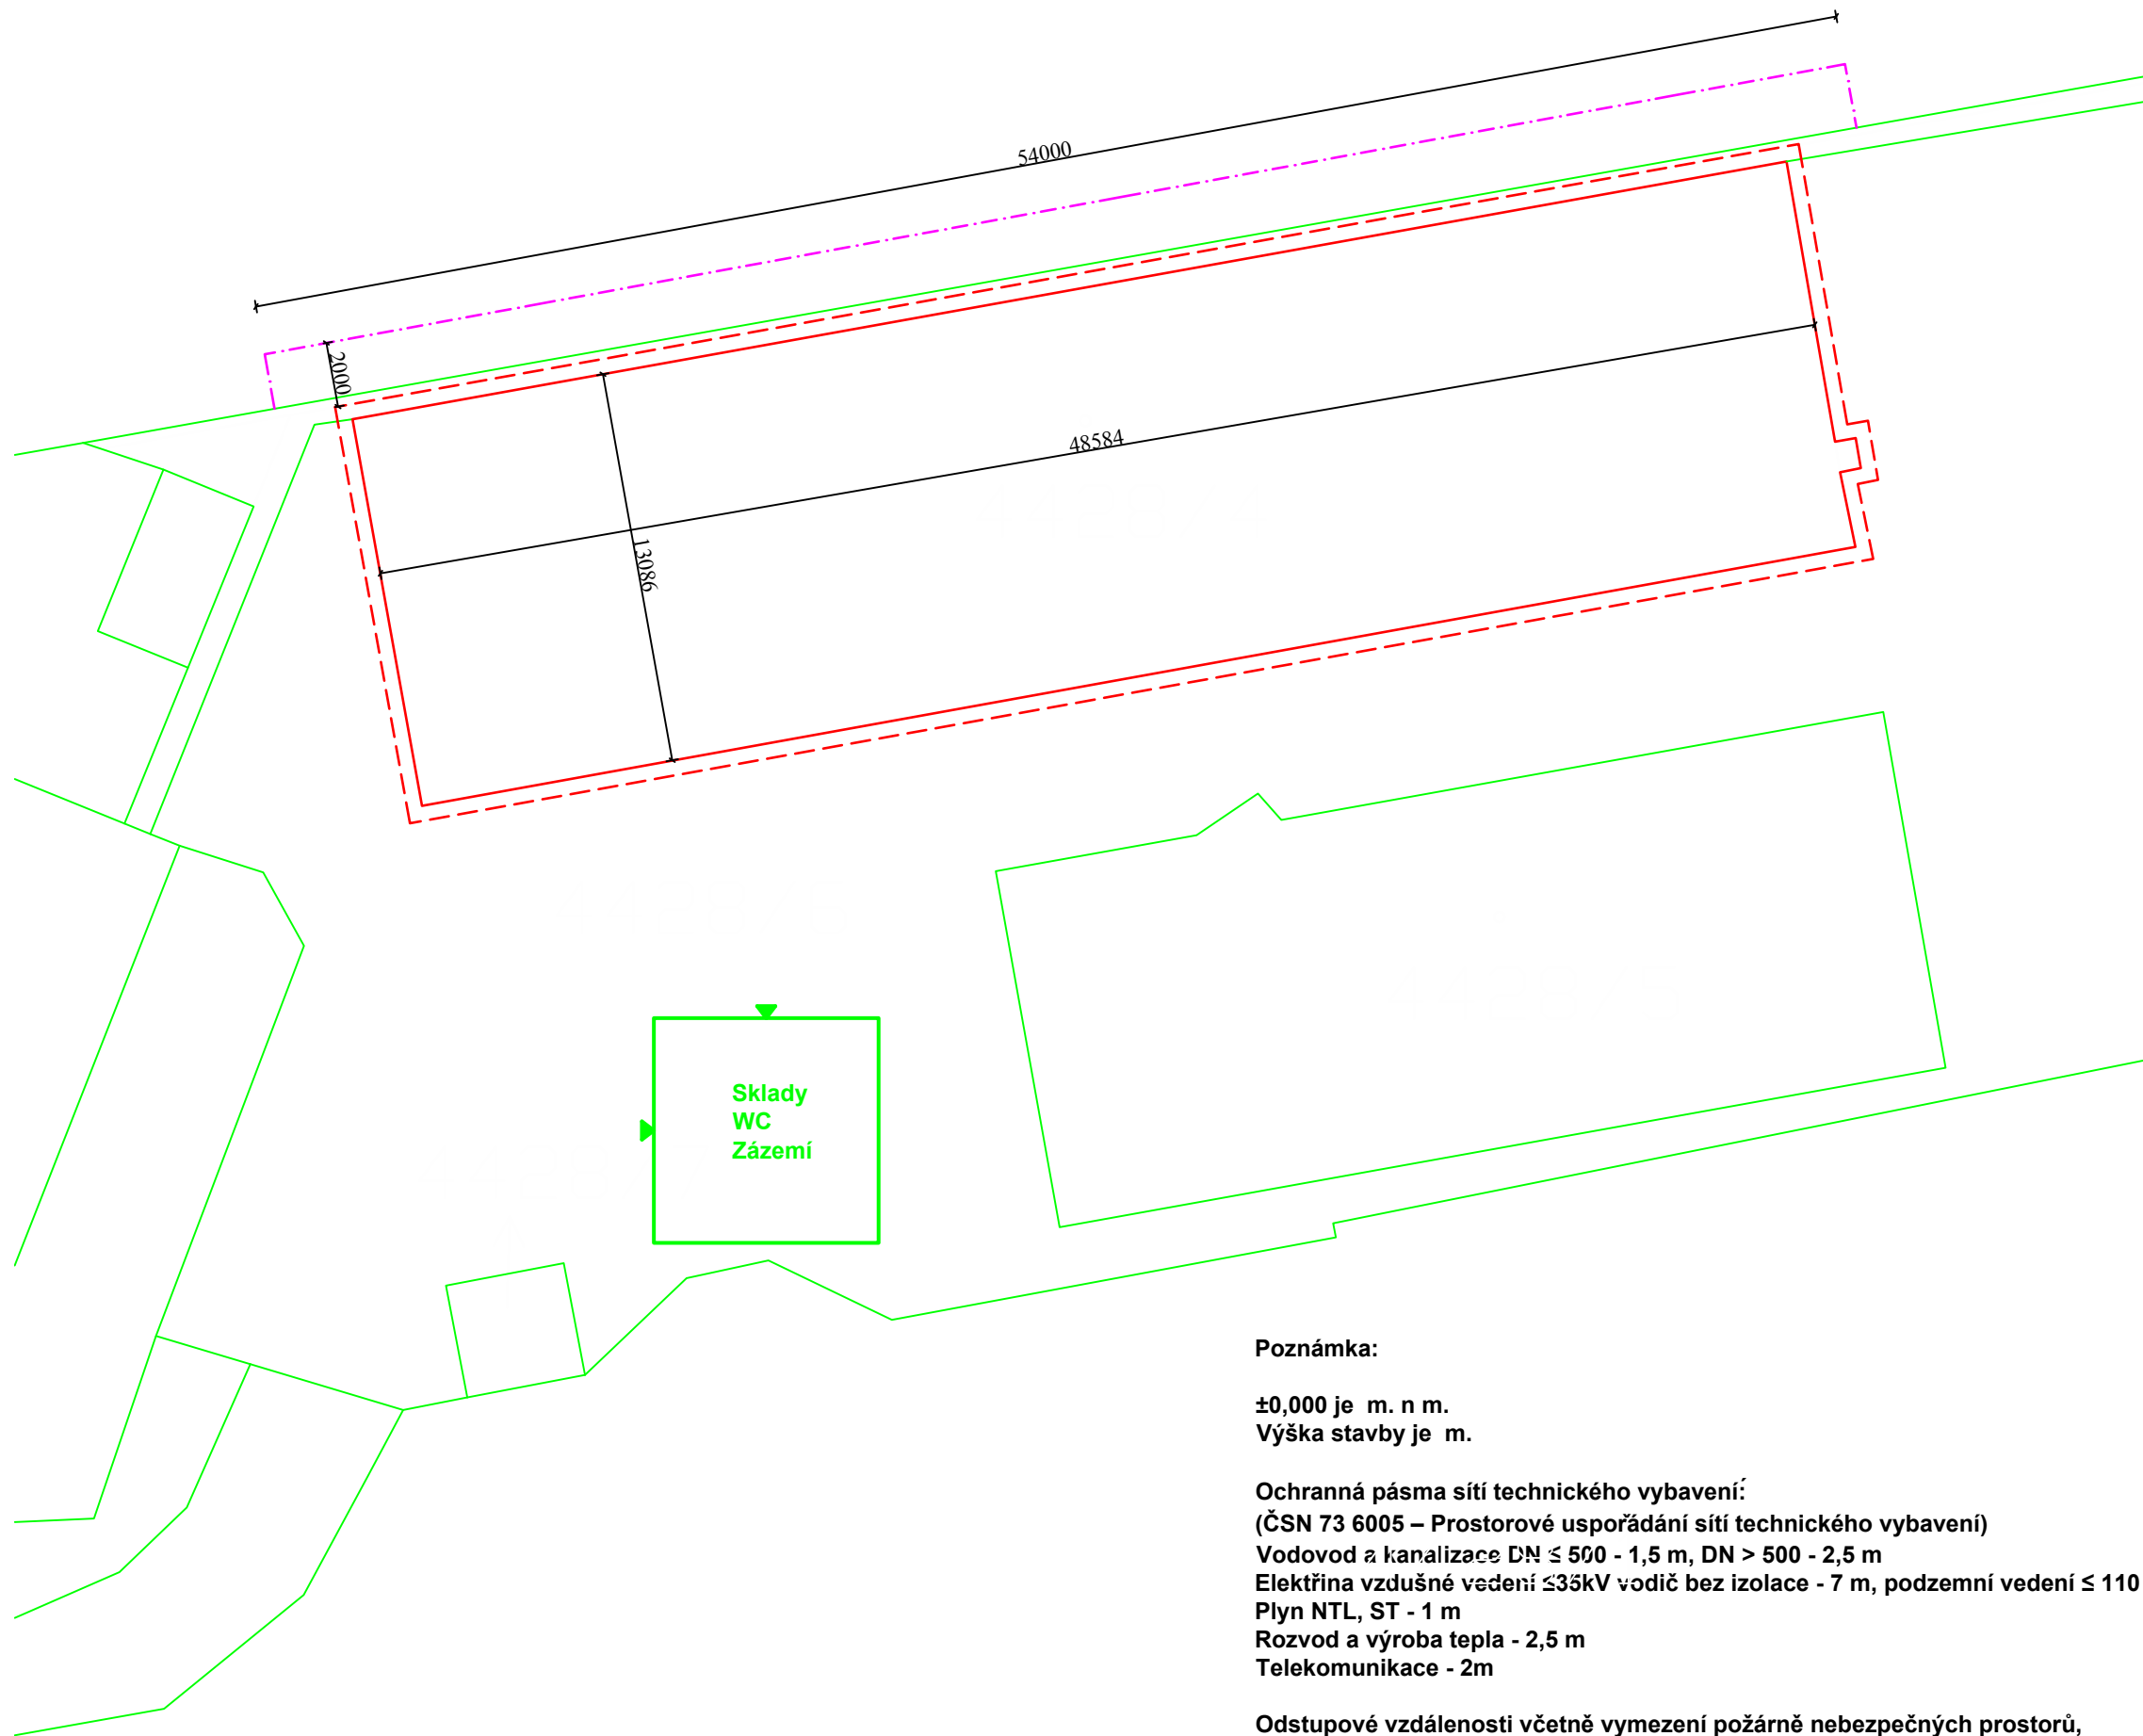 54000
2000
48584
13086
Sklady
WC
Zázemí
Poznámka:
±0,000 je  m. n m.
Výška stavby je  m.
Ochranná pásma sítí technického vybavení:
(ČSN 73 6005 – Prostorové uspořádání sítí technického vybavení)
Vodovod a kanalizace DN ≤ 500 - 1,5 m, DN > 500 - 2,5 m
Elektřina vzdušné vedení ≤35kV vodič bez izolace - 7 m, podzemní vedení ≤ 110
Plyn NTL, ST - 1 m
Rozvod a výroba tepla - 2,5 m
Telekomunikace - 2m
Odstupové vzdálenosti včetně vymezení požárně nebezpečných prostorů,